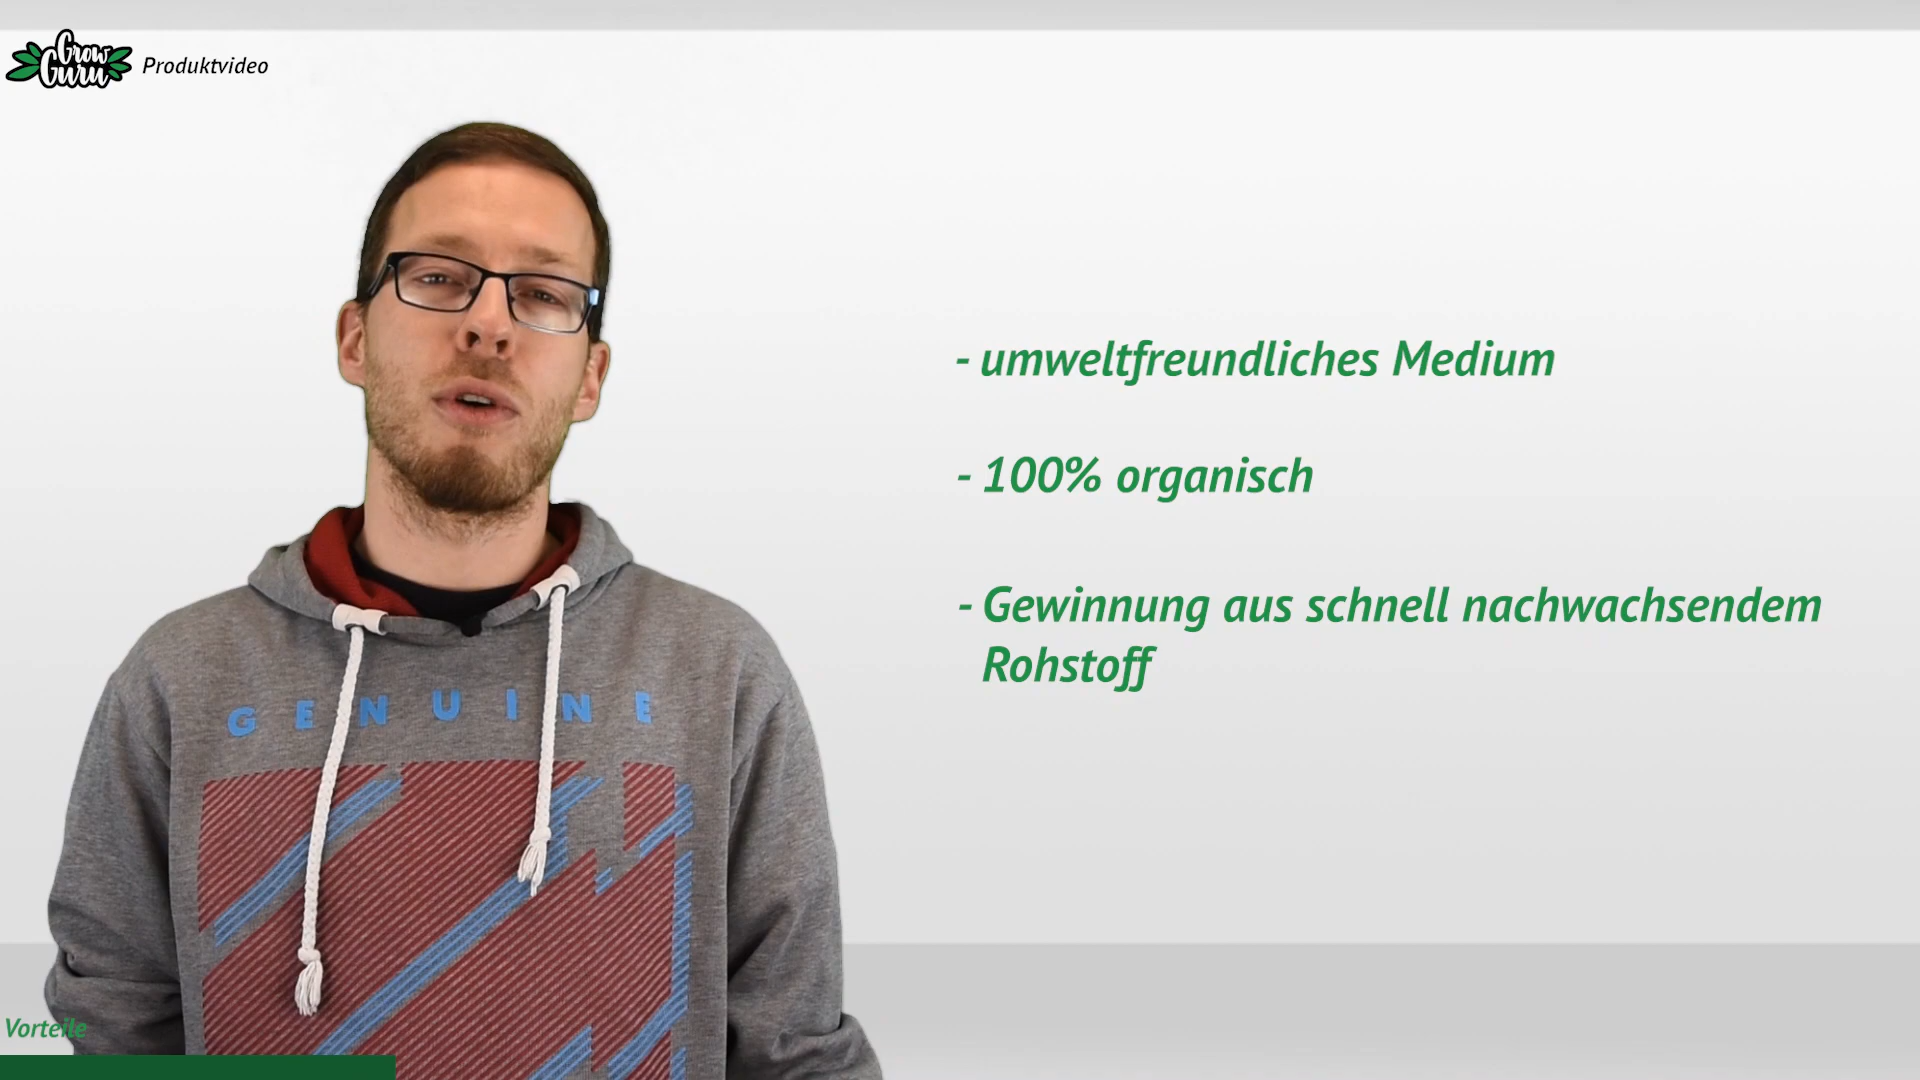 Grow
Guru
Produktvideo
- umweltfreundliches Medium
- 100% organisch
- Gewinnung aus schnell nachwachsendem
Rohstoff
GENUINE
Vorteile